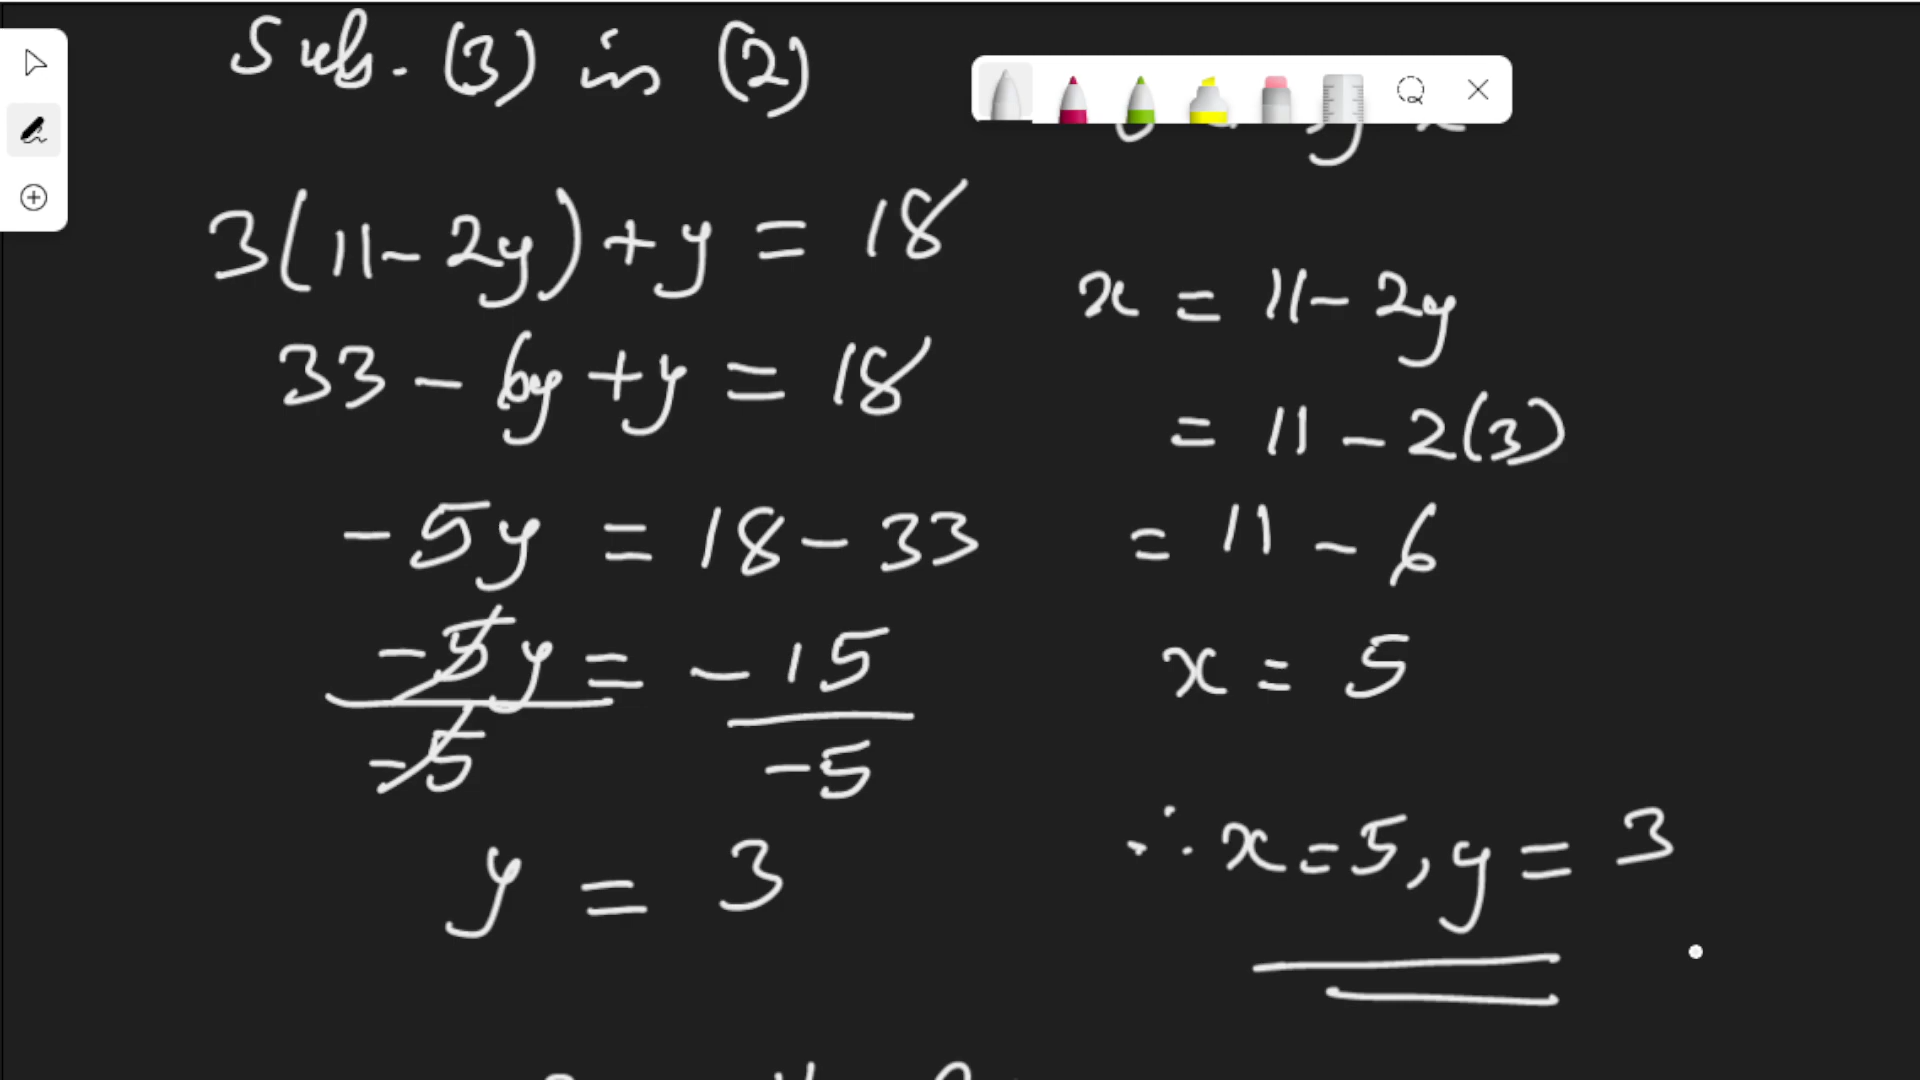 Sub. (3) in (2)
3(11-2y)+y = 18
33 - 6y + y = 18
-5y = 18 - 33
-5y = -15
-5 -5
y = 3
x = 11 - 2y
= 11 - 2(3)
= 11 - 6
x = 5
∴ x = 5, y = 3